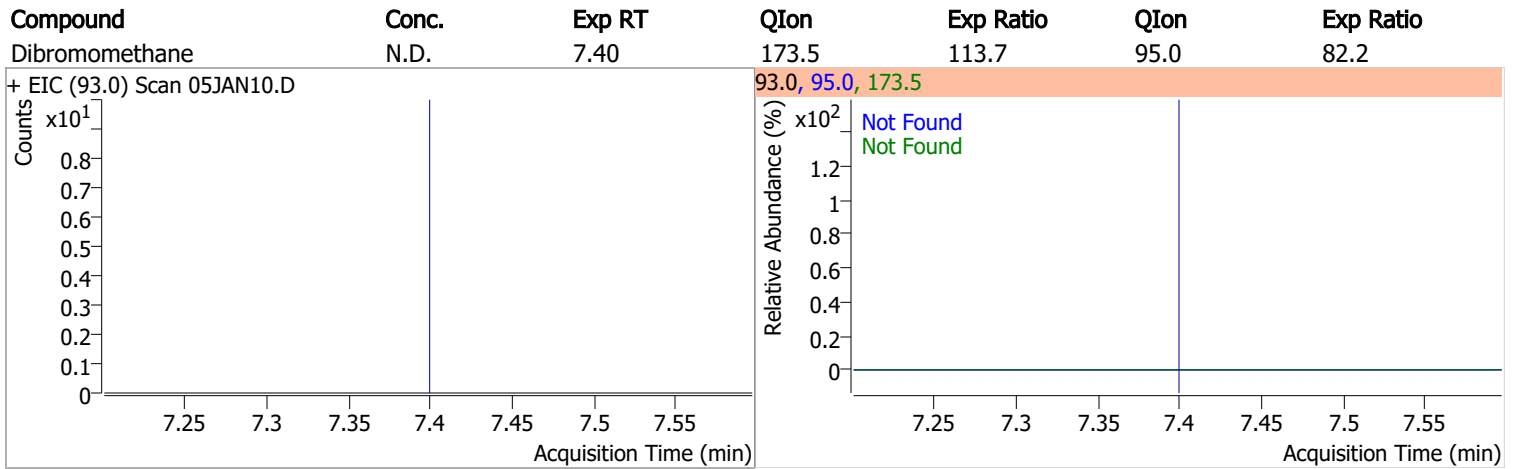 Compound Conc. Exp RT QIon Exp Ratio QIon Exp Ratio
Dibromomethane N.D. 7.40 173.5 113.7 95.0 82.2
+ EIC (93.0) Scan 05JAN10.D
Counts
x10¹
0.8
0.7
0.6
0.5
0.4
0.3
0.2
0.1
0
7.25 7.3 7.35 7.4 7.45 7.5 7.55
Acquisition Time (min)
93.0, 95.0, 173.5
Relative Abundance (%)
x10²
Not Found
Not Found
1.2
1
0.8
0.6
0.4
0.2
0
7.25 7.3 7.35 7.4 7.45 7.5 7.55
Acquisition Time (min)